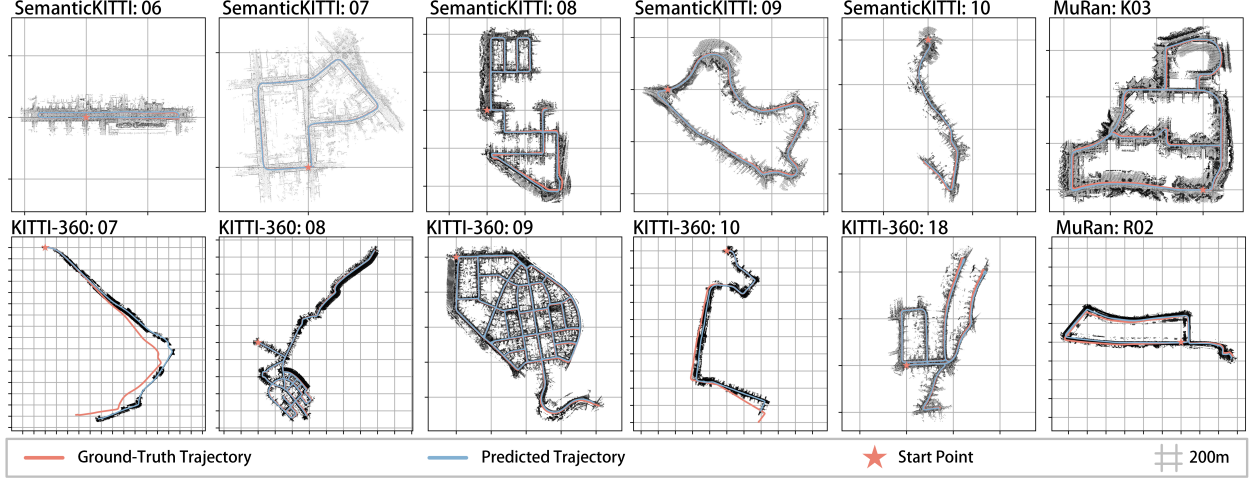 SemanticKITTI: 06
SemanticKITTI: 07
SemanticKITTI: 08
SemanticKITTI: 09
SemanticKITTI: 10
MuRan: K03
KITTI-360: 07
KITTI-360: 08
KITTI-360: 09
KITTI-360: 10
KITTI-360: 18
MuRan: R02
Ground-Truth Trajectory
Predicted Trajectory
Start Point
200m